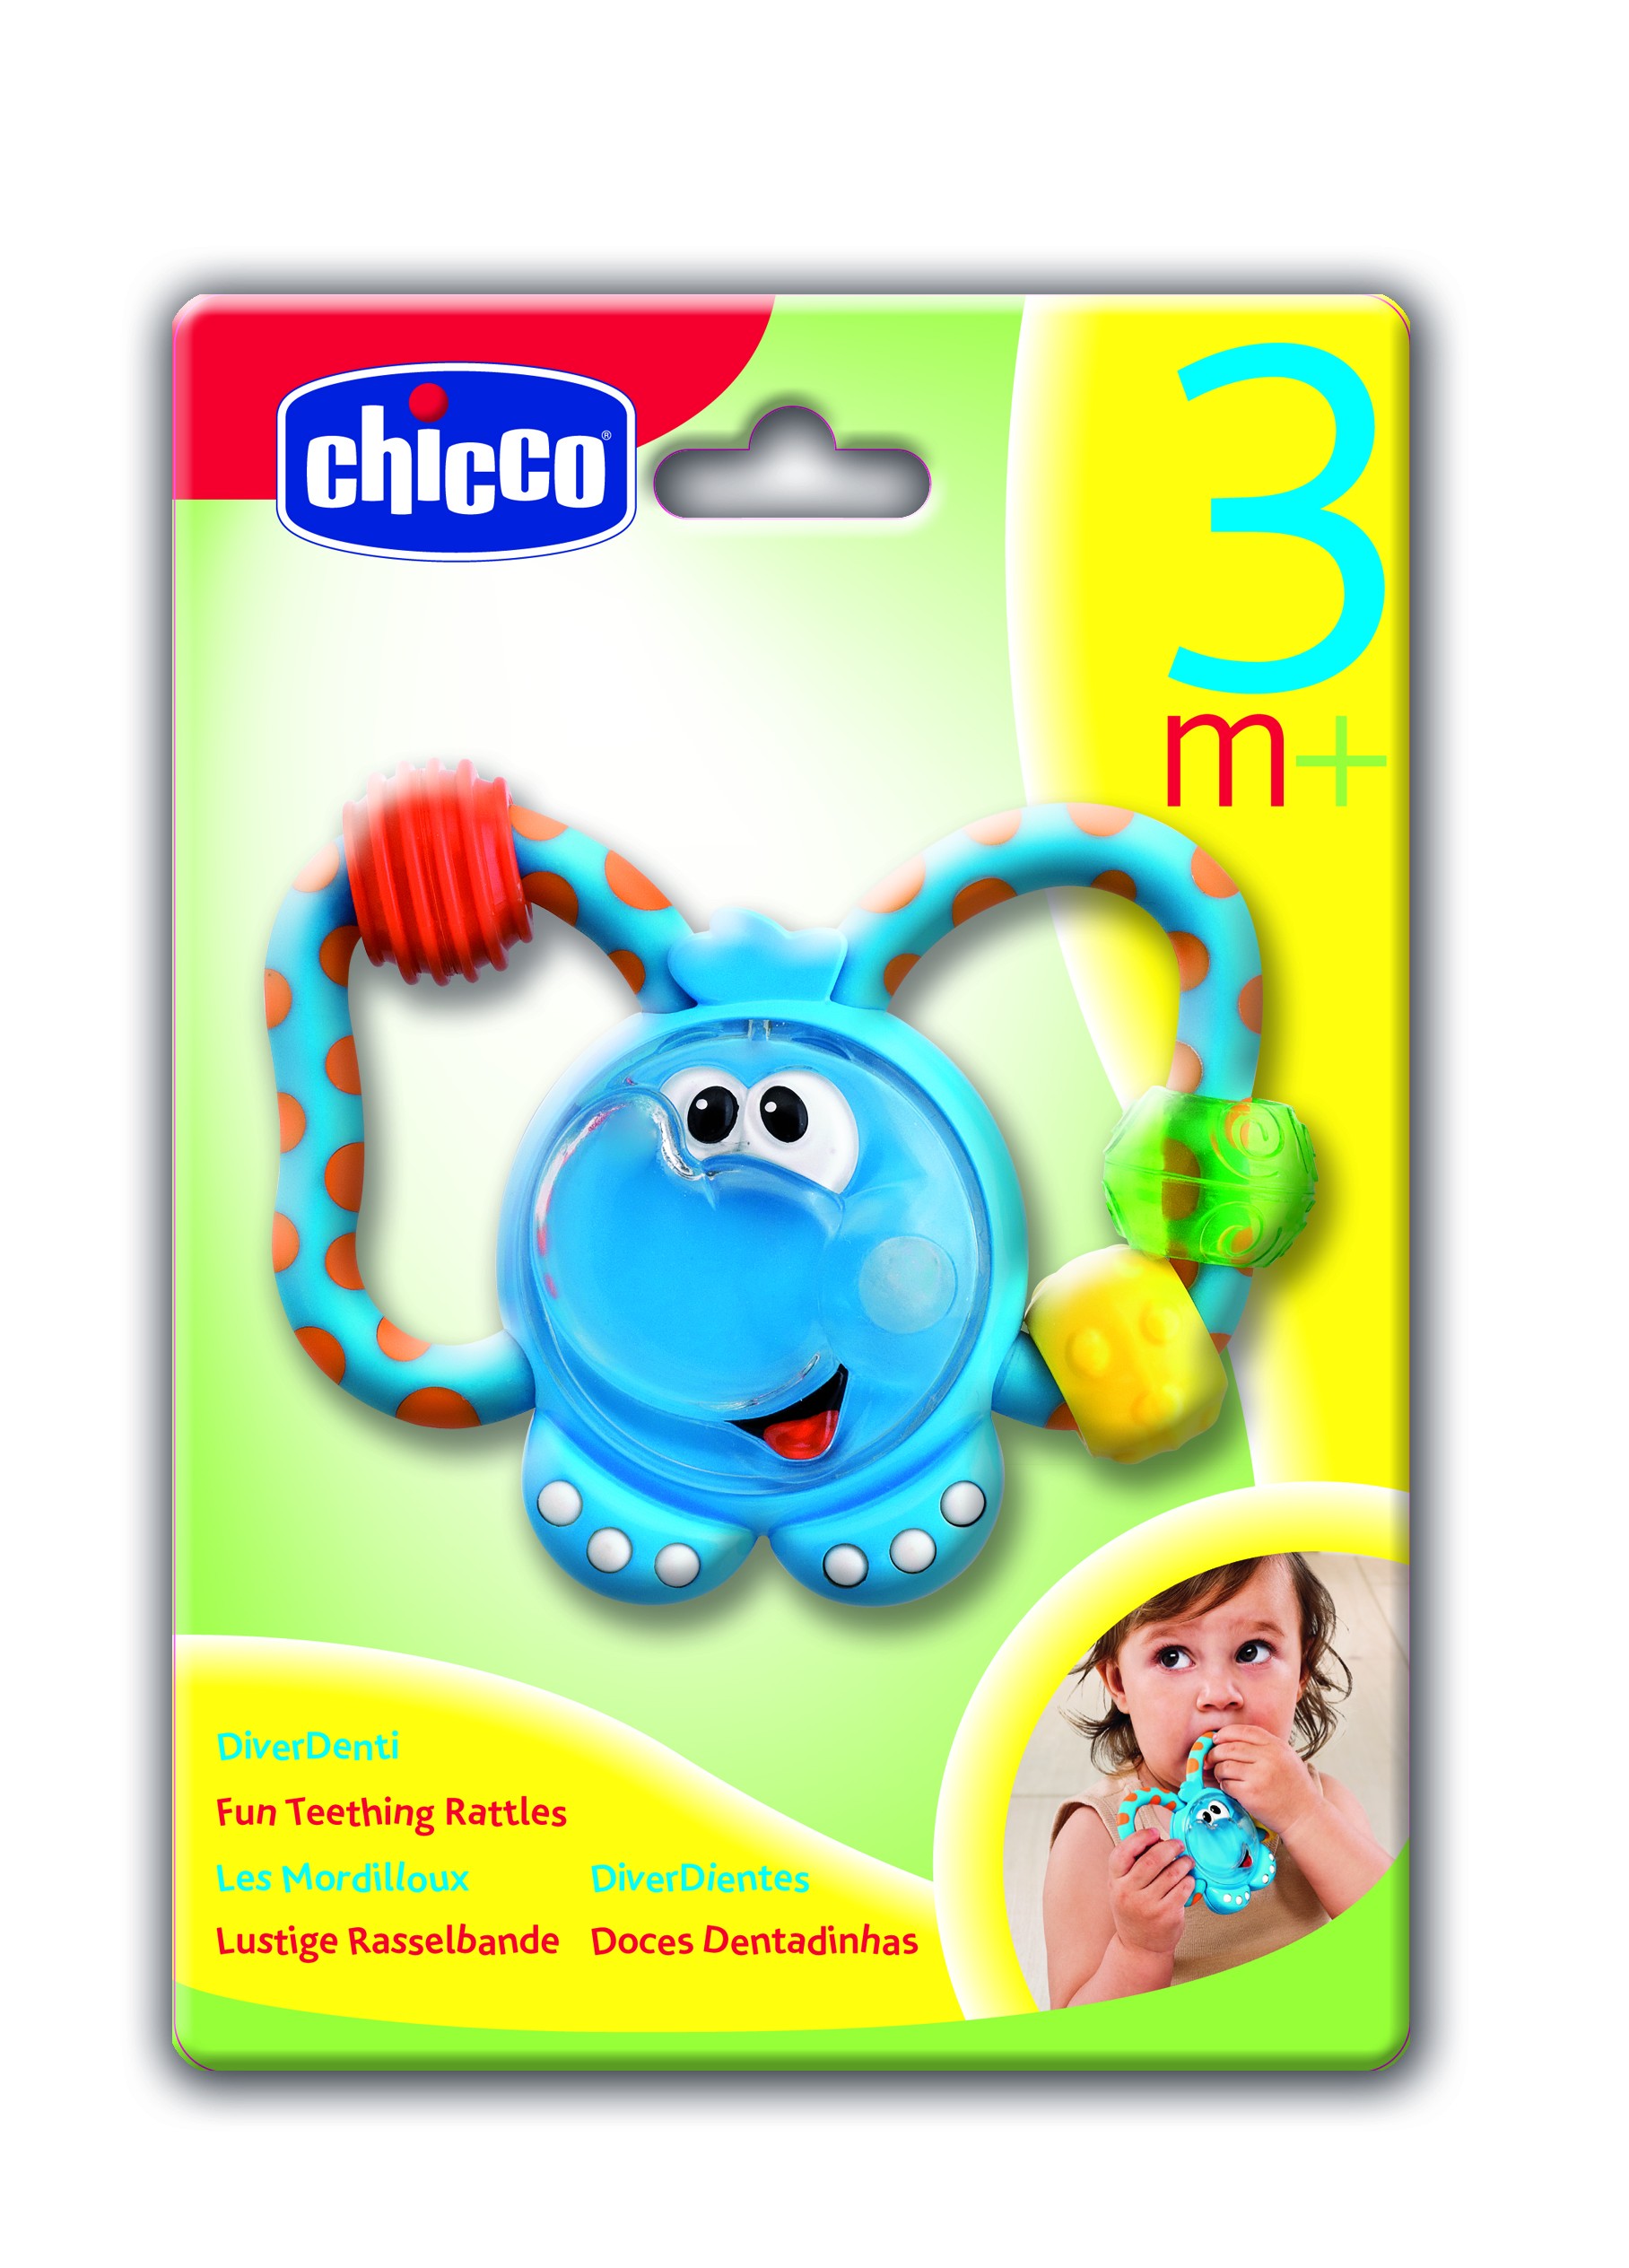 chicco®
3
m+
DiverDenti
Fun Teething Rattles
Les Mordilloux
DiverDientes
Lustige Rasselbande
Doces Dentadinhas